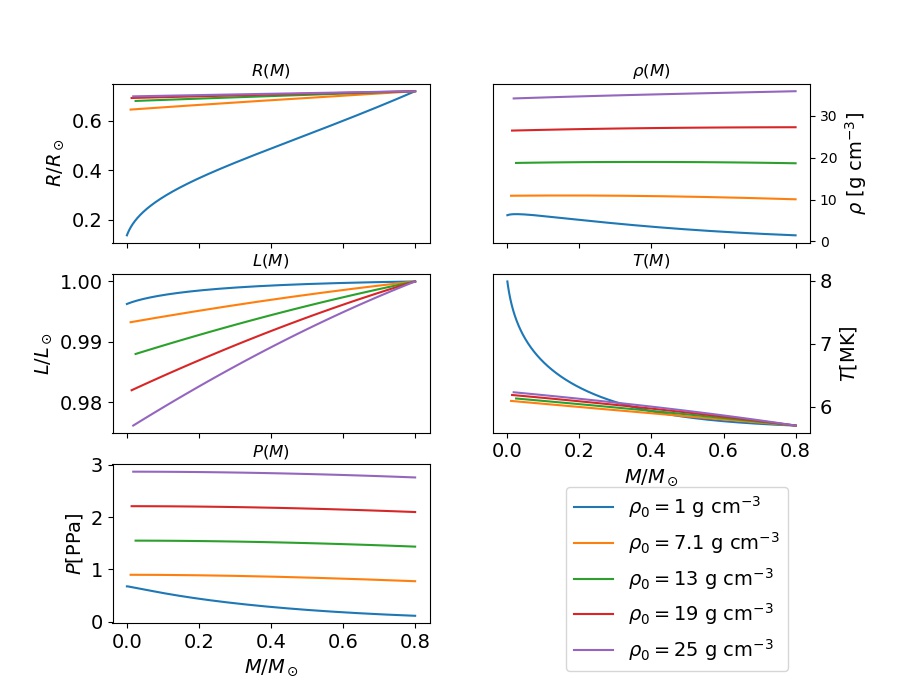 R(M)
ρ(M)
0.6
0.4
0.2
R/R⊙
30
20
10
0
ρ [g cm⁻³]
L(M)
T(M)
1.00
0.99
0.98
L/L⊙
8
7
6
T[MK]
0.0 0.2 0.4 0.6 0.8
M/M⊙
P(M)
3
2
1
0
P[PPa]
0.0 0.2 0.4 0.6 0.8
M/M⊙
ρ₀ = 1 g cm⁻³
ρ₀ = 7.1 g cm⁻³
ρ₀ = 13 g cm⁻³
ρ₀ = 19 g cm⁻³
ρ₀ = 25 g cm⁻³